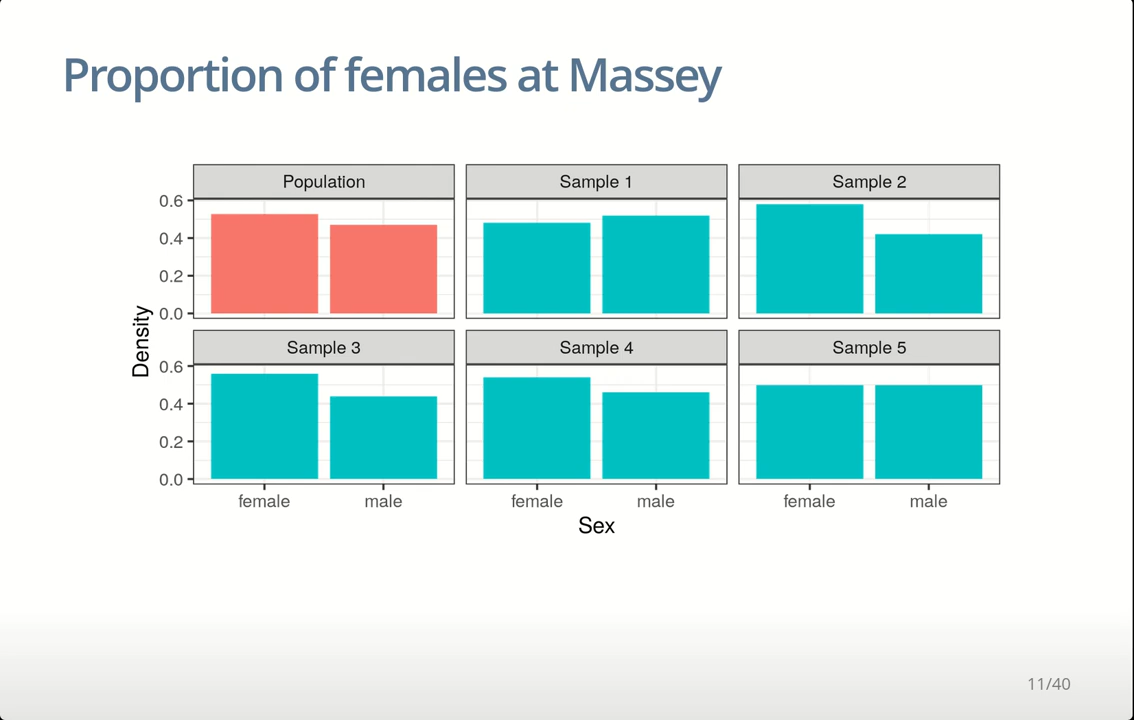 Proportion of females at Massey
Population Sample 1 Sample 2
0.6
0.4
0.2
0.0
Density
Sample 3 Sample 4 Sample 5
0.6
0.4
0.2
0.0
female male female male female male
Sex
11/40